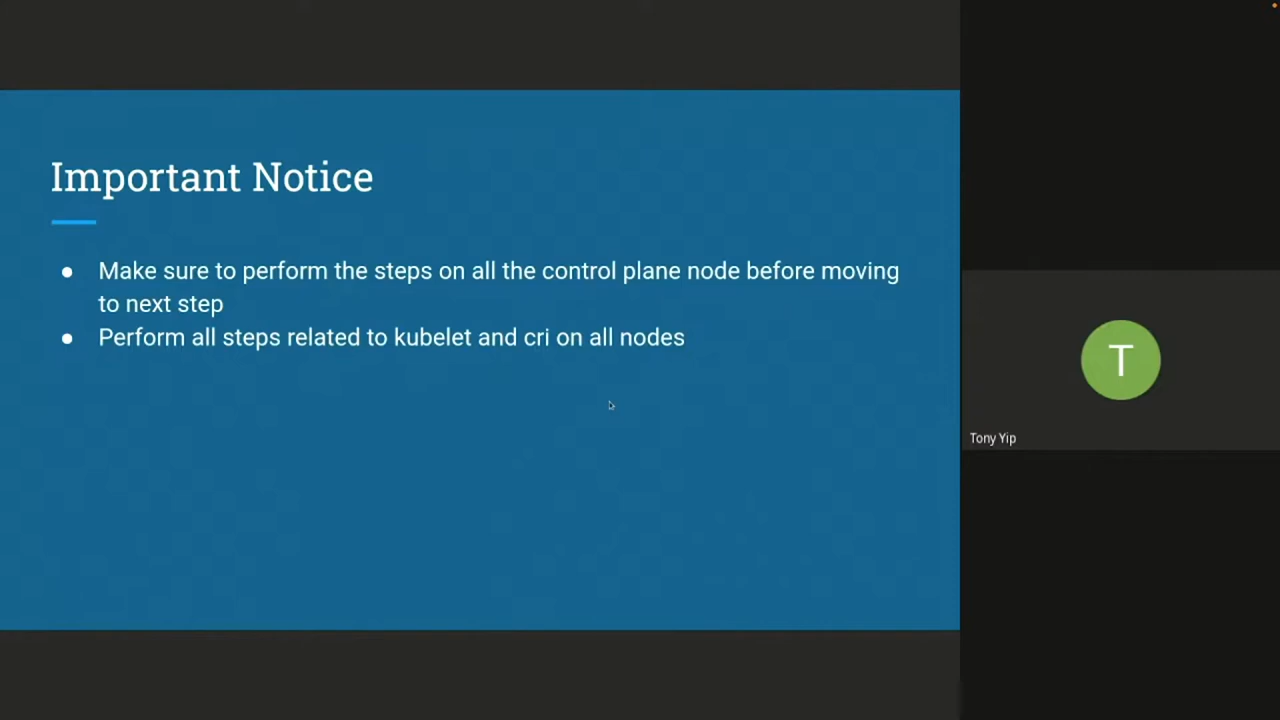 Important Notice
● Make sure to perform the steps on all the control plane node before moving
to next step
● Perform all steps related to kubelet and cri on all nodes
T
Tony Yip